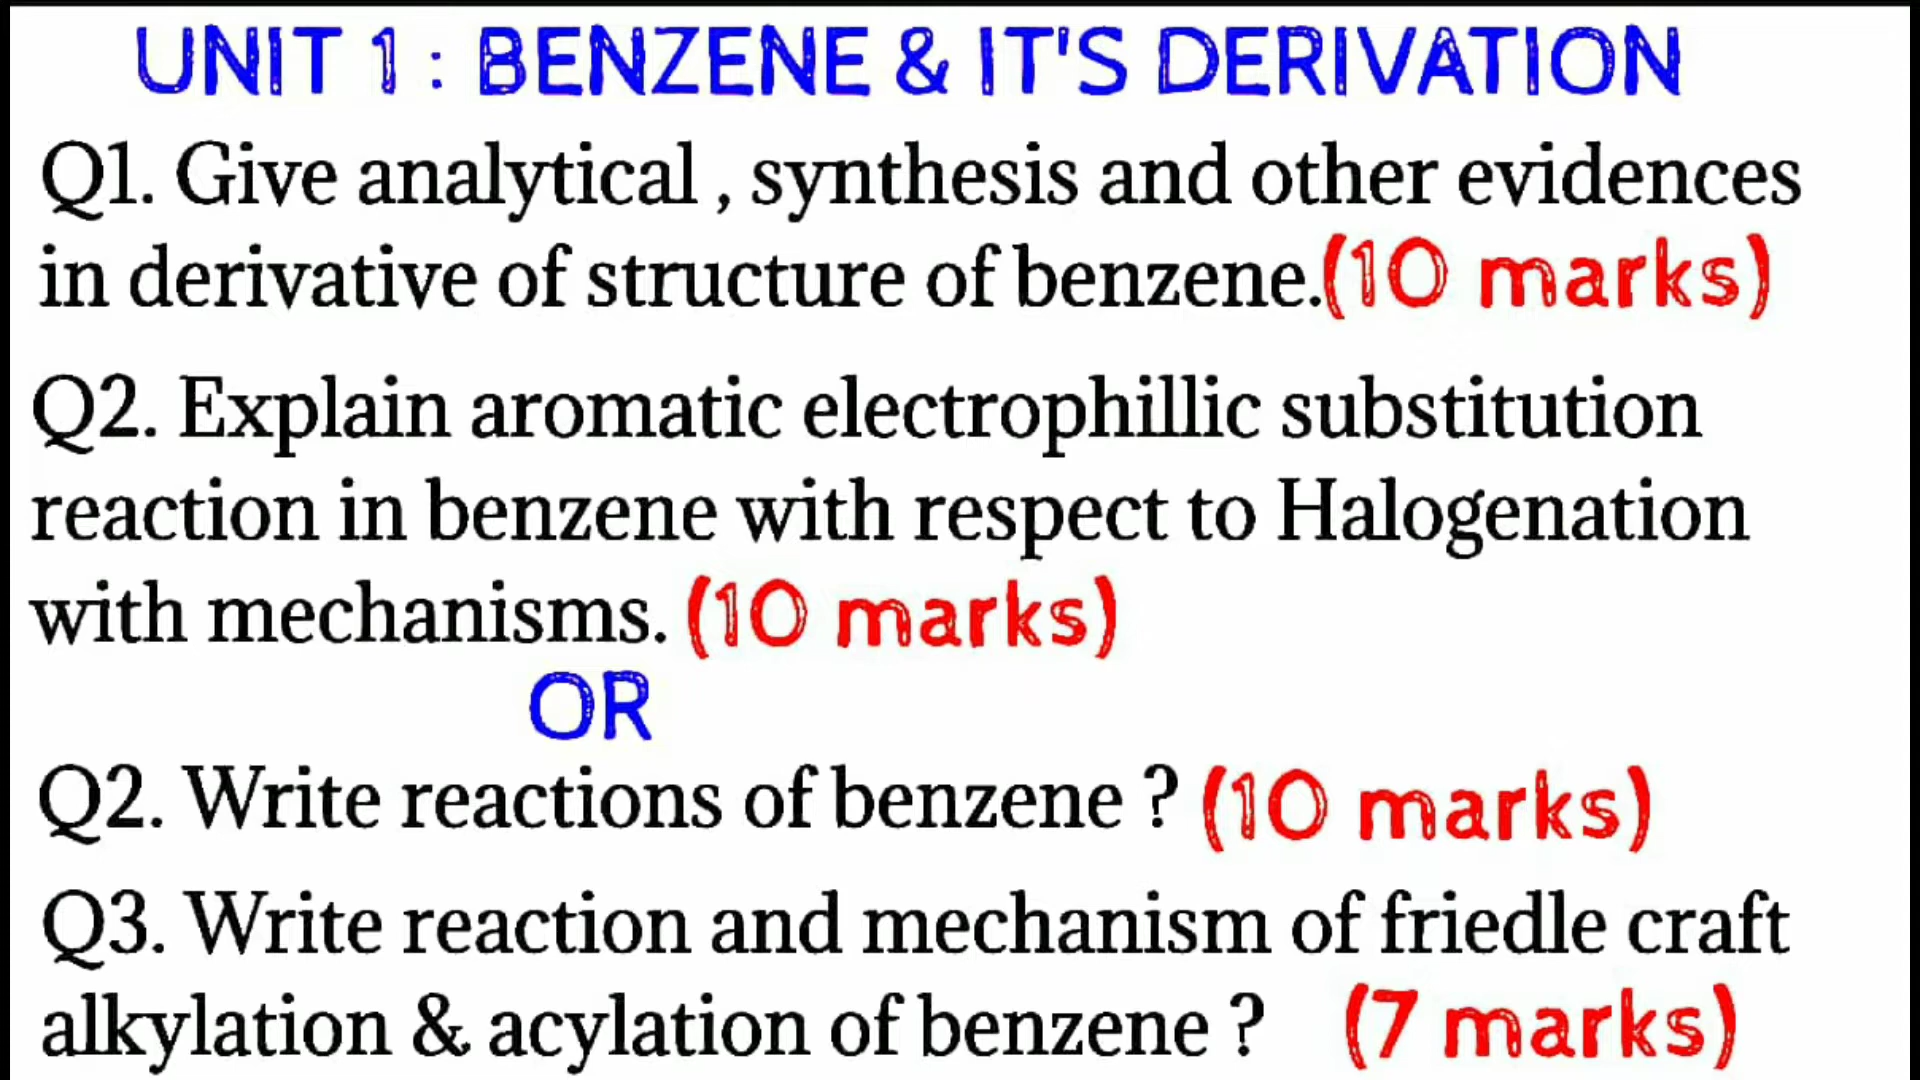 UNIT 1 : BENZENE & IT'S DERIVATION
Q1. Give analytical , synthesis and other evidences
in derivative of structure of benzene.(10 marks)
Q2. Explain aromatic electrophillic substitution
reaction in benzene with respect to Halogenation
with mechanisms. (10 marks)
OR
Q2. Write reactions of benzene ? (10 marks)
Q3. Write reaction and mechanism of friedle craft
alkylation & acylation of benzene ? (7 marks)